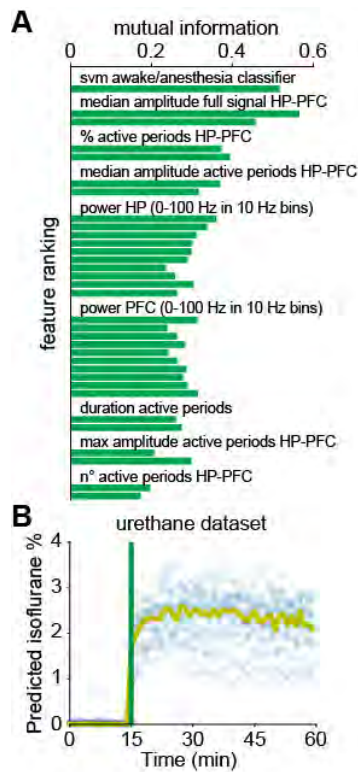 A
mutual information
0 0.2 0.4 0.6
svm awake/anesthesia classifier
median amplitude full signal HP-PFC
% active periods HP-PFC
median amplitude active periods HP-PFC
power HP (0-100 Hz in 10 Hz bins)
power PFC (0-100 Hz in 10 Hz bins)
duration active periods
max amplitude active periods HP-PFC
n° active periods HP-PFC
feature ranking
B
urethane dataset
Predicted isoflurane %
4
3
2
1
0
0 15 30 45 60
Time (min)